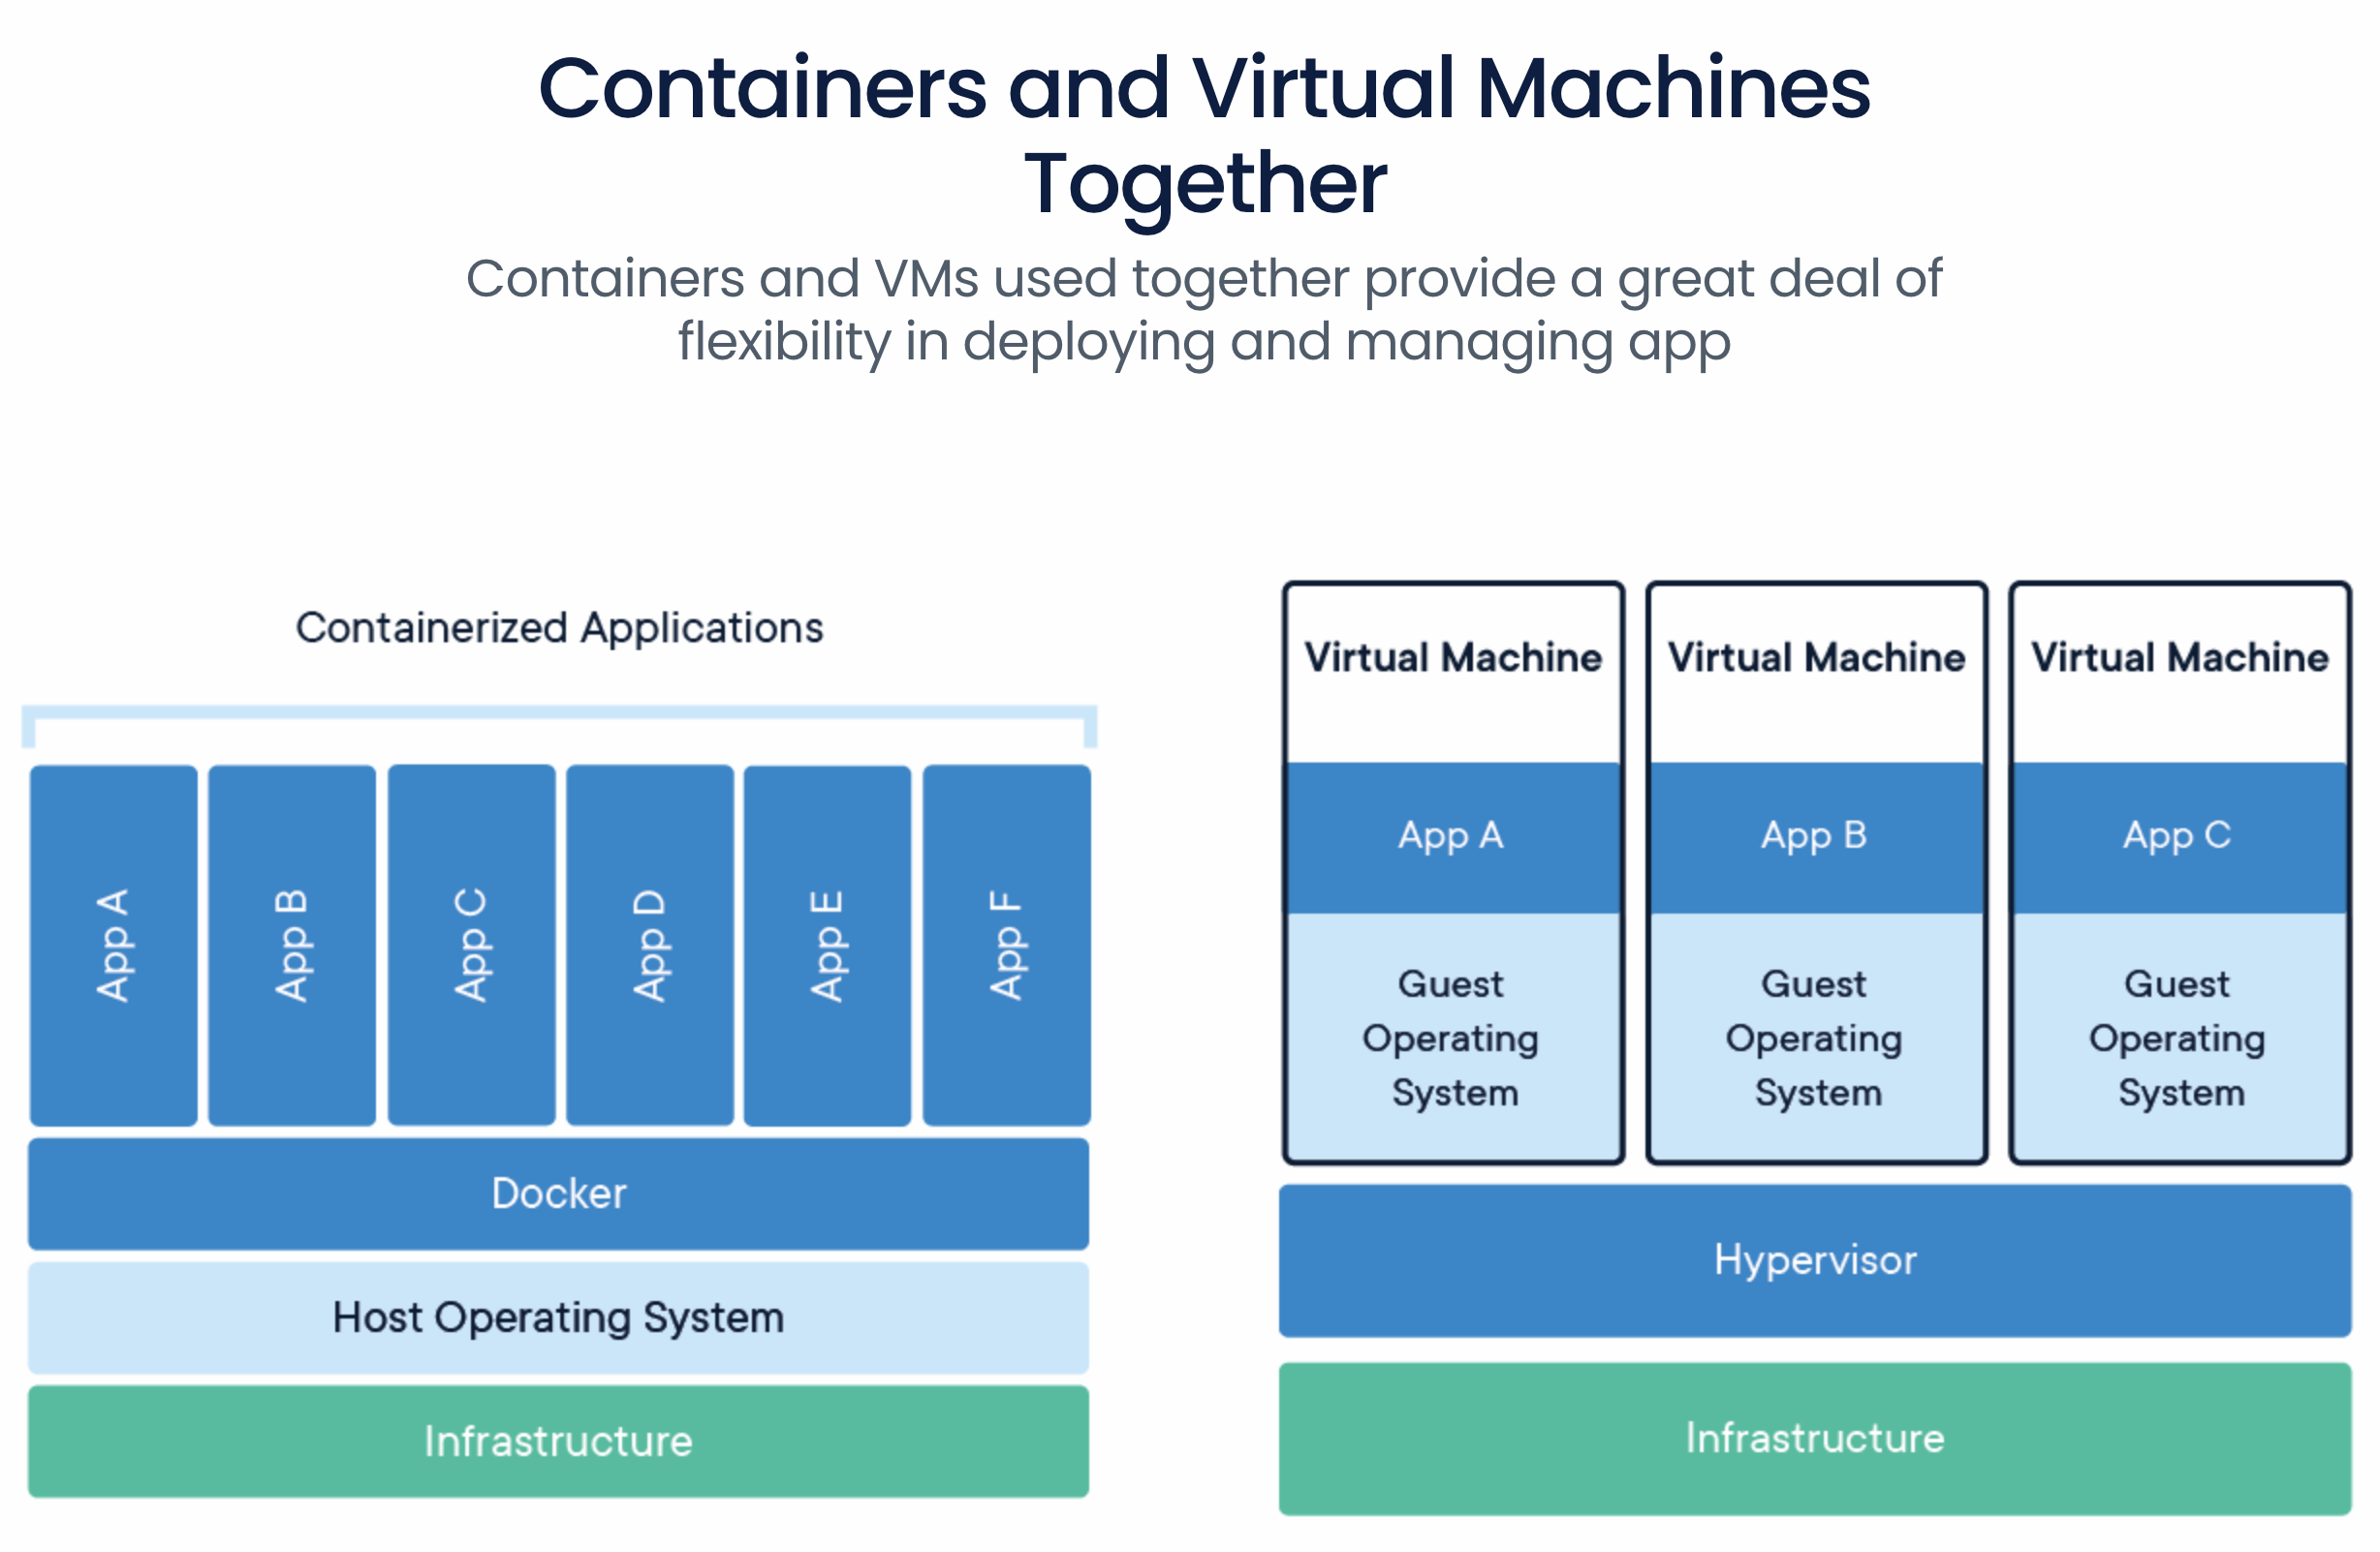 Containers and Virtual Machines
Together
Containers and VMs used together provide a great deal of
flexibility in deploying and managing app
Containerized Applications
App A
App B
App C
App D
App E
App F
Docker
Host Operating System
Infrastructure
Virtual Machine
App A
Guest
Operating
System
Virtual Machine
App B
Guest
Operating
System
Virtual Machine
App C
Guest
Operating
System
Hypervisor
Infrastructure